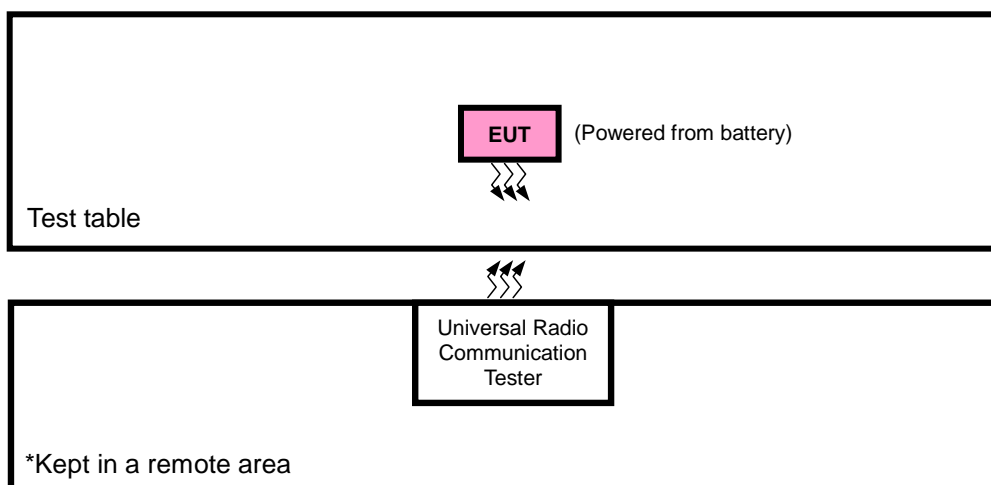 EUT
(Powered from battery)
Test table
Universal Radio
Communication
Tester
*Kept in a remote area